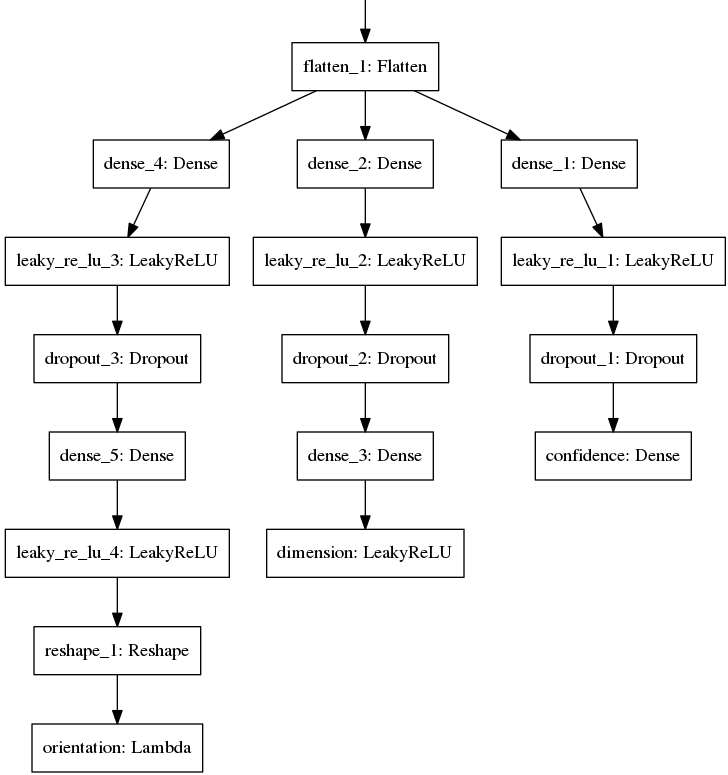 flatten_1: Flatten
dense_4: Dense
dense_2: Dense
dense_1: Dense
leaky_re_lu_3: LeakyReLU
leaky_re_lu_2: LeakyReLU
leaky_re_lu_1: LeakyReLU
dropout_3: Dropout
dropout_2: Dropout
dropout_1: Dropout
dense_5: Dense
dense_3: Dense
confidence: Dense
leaky_re_lu_4: LeakyReLU
dimension: LeakyReLU
reshape_1: Reshape
orientation: Lambda